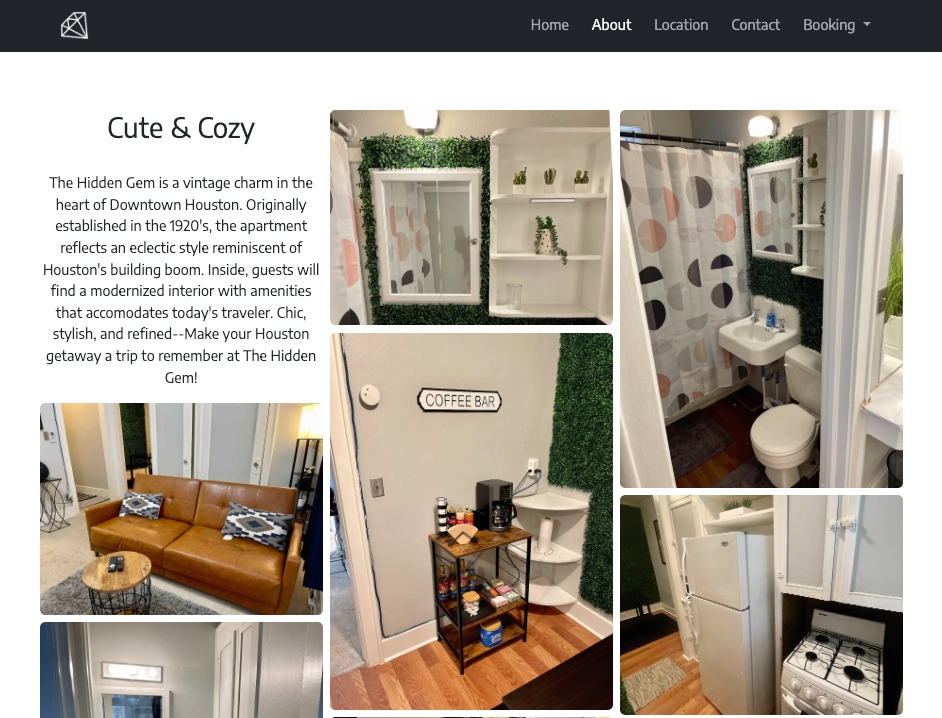 Home About Location Contact Booking
Cute & Cozy
The Hidden Gem is a vintage charm in the
heart of Downtown Houston. Originally
established in the 1920's, the apartment
reflects an eclectic style reminiscent of
Houston's building boom. Inside, guests will
find a modernized interior with amenities
that accomodates today's traveler. Chic,
stylish, and refined--Make your Houston
getaway a trip to remember at The Hidden
Gem!
COFFEE BAR